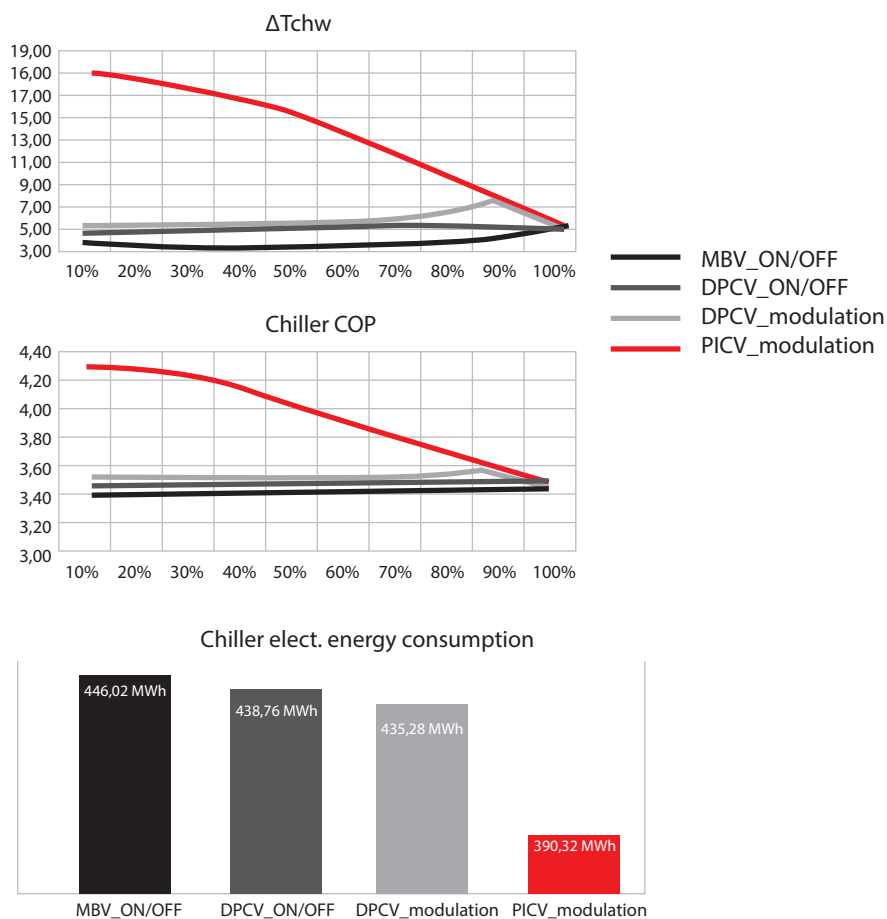 ΔTchw
19,00
16,00
17,00
15,00
13,00
11,00
9,00
7,00
5,00
3,00
10% 20% 30% 40% 50% 60% 70% 80% 90% 100%
MBV_ON/OFF
DPCV_ON/OFF
DPCV_modulation
PICV_modulation
Chiller COP
4,40
4,20
4,00
3,80
3,60
3,40
3,20
3,00
10% 20% 30% 40% 50% 60% 70% 80% 90% 100%
Chiller elect. energy consumption
446,02 MWh
438,76 MWh
435,28 MWh
390,32 MWh
MBV_ON/OFF DPCV_ON/OFF DPCV_modulation PICV_modulation